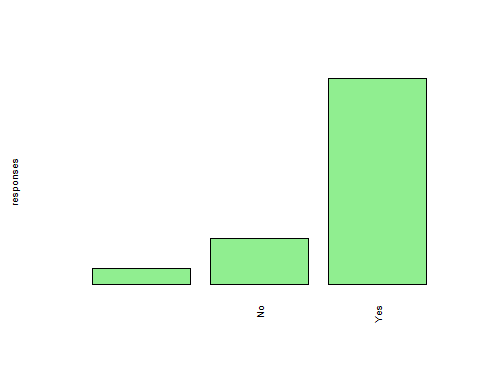 responses
No
Yes